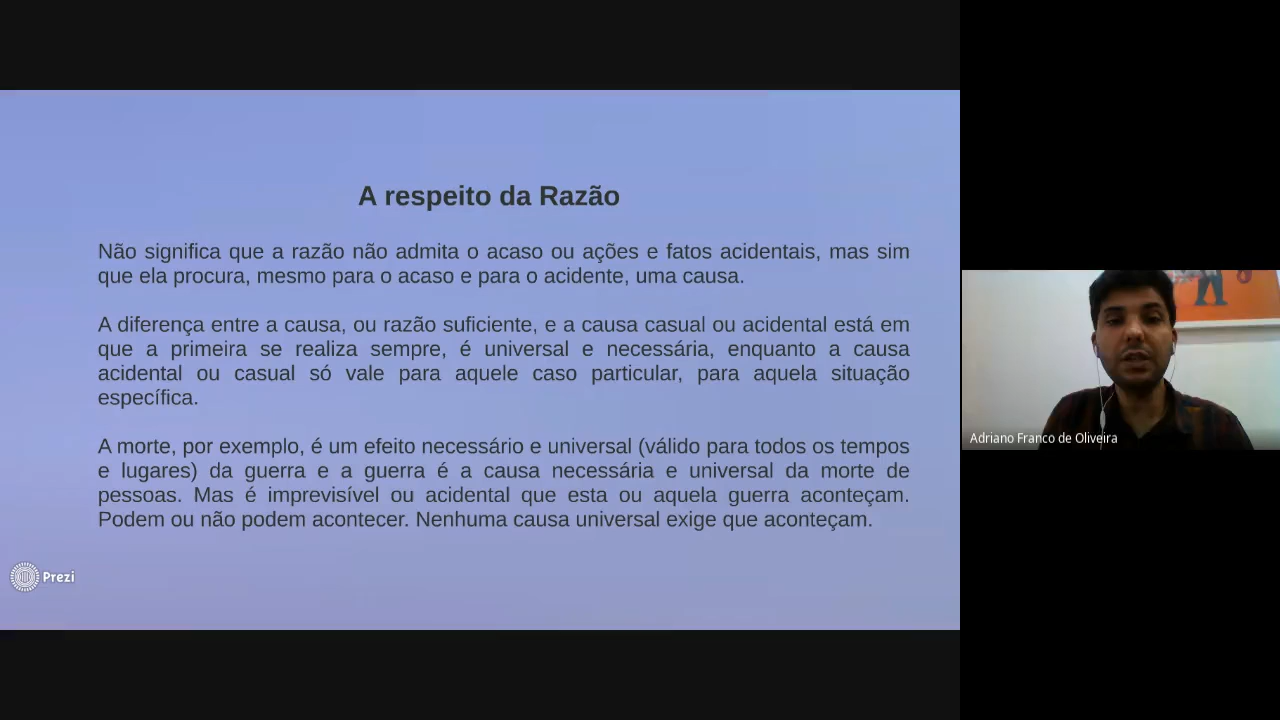 A respeito da Razão
Não significa que a razão não admita o acaso ou ações e fatos acidentais, mas sim
que ela procura, mesmo para o acaso e para o acidente, uma causa.
A diferença entre a causa, ou razão suficiente, e a causa casual ou acidental está em
que a primeira se realiza sempre, é universal e necessária, enquanto a causa
acidental ou casual só vale para aquele caso particular, para aquela situação
específica.
A morte, por exemplo, é um efeito necessário e universal (válido para todos os tempos
e lugares) da guerra e a guerra é a causa necessária e universal da morte de
pessoas. Mas é imprevisível ou acidental que esta ou aquela guerra aconteçam.
Podem ou não podem acontecer. Nenhuma causa universal exige que aconteçam.
Prezi
Adriano Franco de Oliveira